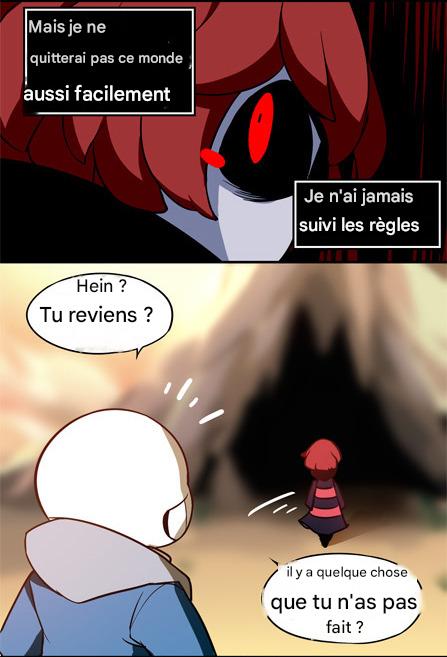 Mais je ne
quitterai pas ce monde
aussi facilement
Je n'ai jamais
suivi les règles
Hein ?
Tu reviens ?
il y a quelque chose
que tu n'as pas
fait ?